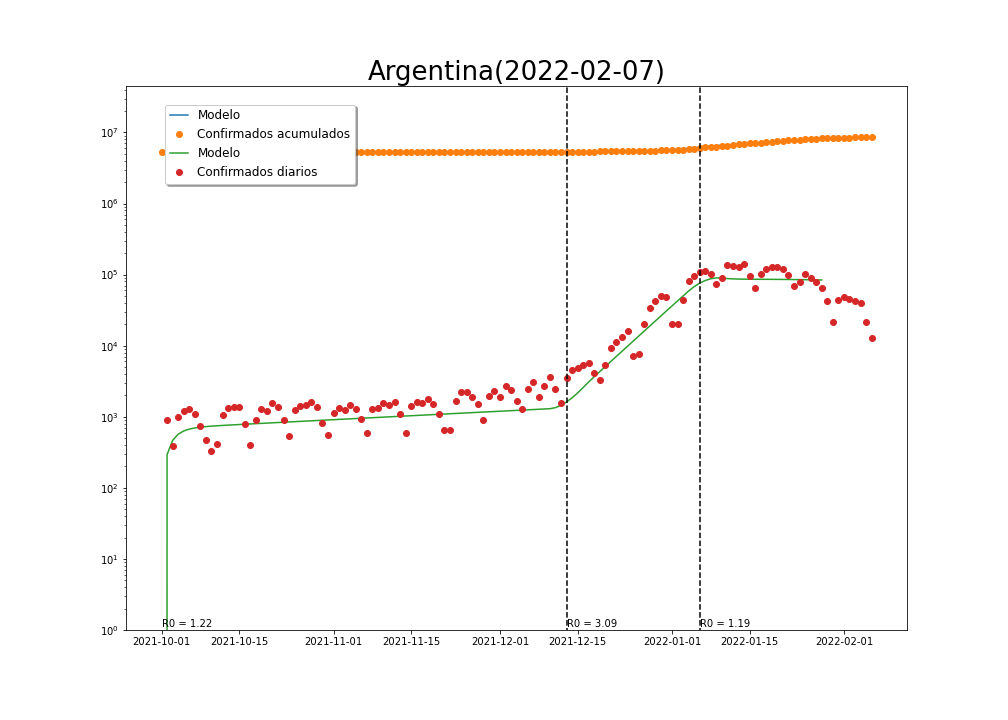 Argentina(2022-02-07)
Modelo
Confirmados acumulados
Modelo
Confirmados diarios
10⁷
10⁶
10⁵
10⁴
10³
10²
10¹
10⁰
R0 = 1.22
R0 = 3.09
R0 = 1.19
2021-10-01
2021-10-15
2021-11-01
2021-11-15
2021-12-01
2021-12-15
2022-01-01
2022-01-15
2022-02-01